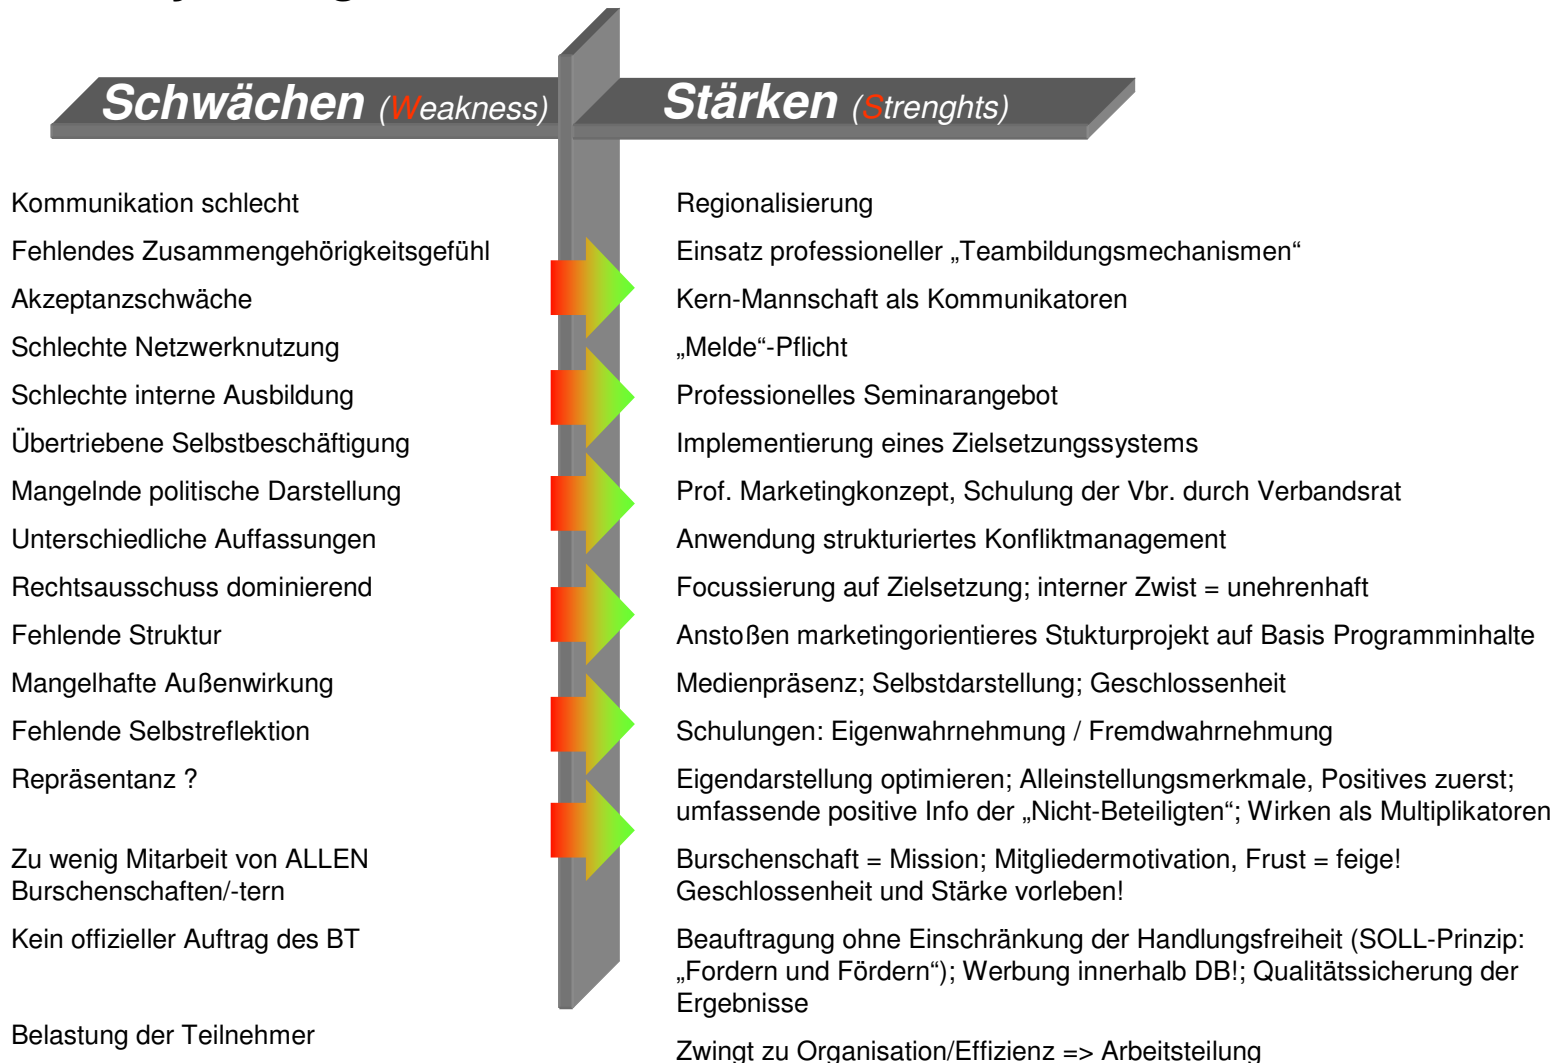 Schwächen (Weakness)
Stärken (Strenghts)
Kommunikation schlecht
Regionalisierung
Fehlendes Zusammengehörigkeitsgefühl
Einsatz professioneller „Teambildungsmechanismen“
Akzeptanzschwäche
Kern-Mannschaft als Kommunikatoren
Schlechte Netzwerknutzung
„Melde“-Pflicht
Schlechte interne Ausbildung
Professionelles Seminarangebot
Übertriebene Selbstbeschäftigung
Implementierung eines Zielsetzungssystems
Mangelnde politische Darstellung
Prof. Marketingkonzept, Schulung der Vbr. durch Verbandsrat
Unterschiedliche Auffassungen
Anwendung strukturiertes Konfliktmanagement
Rechtsausschuss dominierend
Focussierung auf Zielsetzung; interner Zwist = unehrenhaft
Fehlende Struktur
Anstoßen marketingorientieres Stukturprojekt auf Basis Programminhalte
Mangelhafte Außenwirkung
Medienpräsenz; Selbstdarstellung; Geschlossenheit
Fehlende Selbstreflektion
Schulungen: Eigenwahrnehmung / Fremdwahrnehmung
Repräsentanz ?
Eigendarstellung optimieren; Alleinstellungsmerkmale, Positives zuerst;
umfassende positive Info der „Nicht-Beteiligten“; Wirken als Multiplikatoren
Zu wenig Mitarbeit von ALLEN
Burschenschaften/-tern
Burschenschaft = Mission; Mitgliedermotivation, Frust = feige!
Geschlossenheit und Stärke vorleben!
Kein offizieller Auftrag des BT
Beauftragung ohne Einschränkung der Handlungsfreiheit (SOLL-Prinzip:
„Fordern und Fördern“); Werbung innerhalb DB!; Qualitätssicherung der
Ergebnisse
Belastung der Teilnehmer
Zwingt zu Organisation/Effizienz => Arbeitsteilung